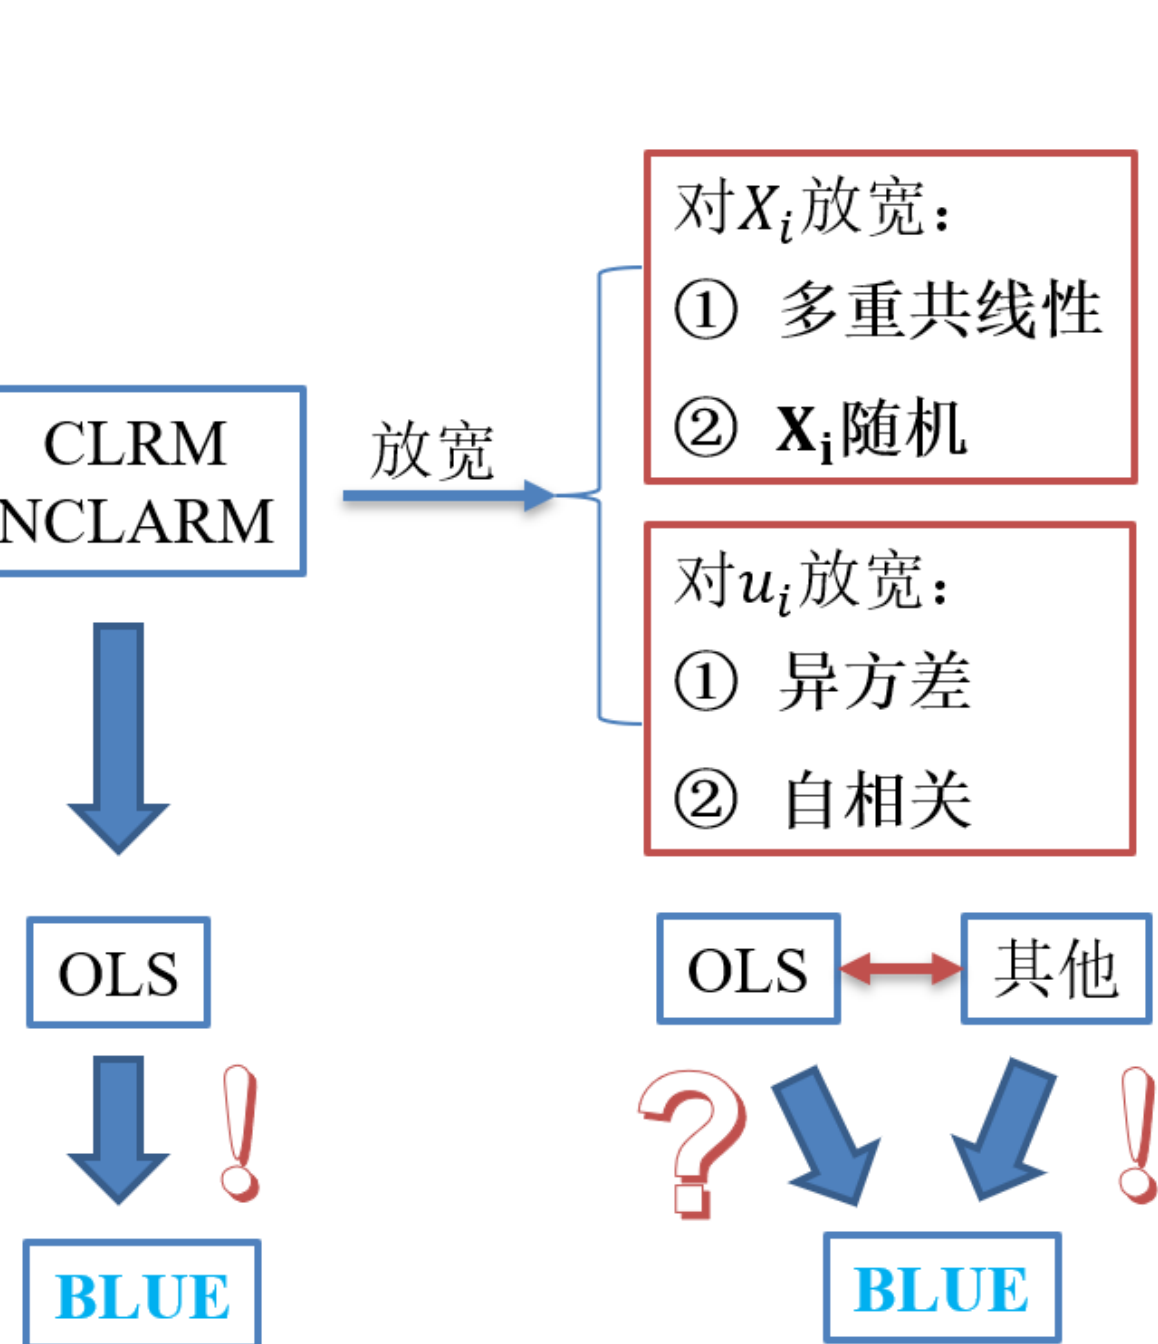 对Xᵢ放宽：
① 多重共线性
② Xᵢ随机
CLRM
NCLARM
放宽
对uᵢ放宽：
① 异方差
② 自相关
OLS
!
BLUE
OLS
其他
?
!
BLUE